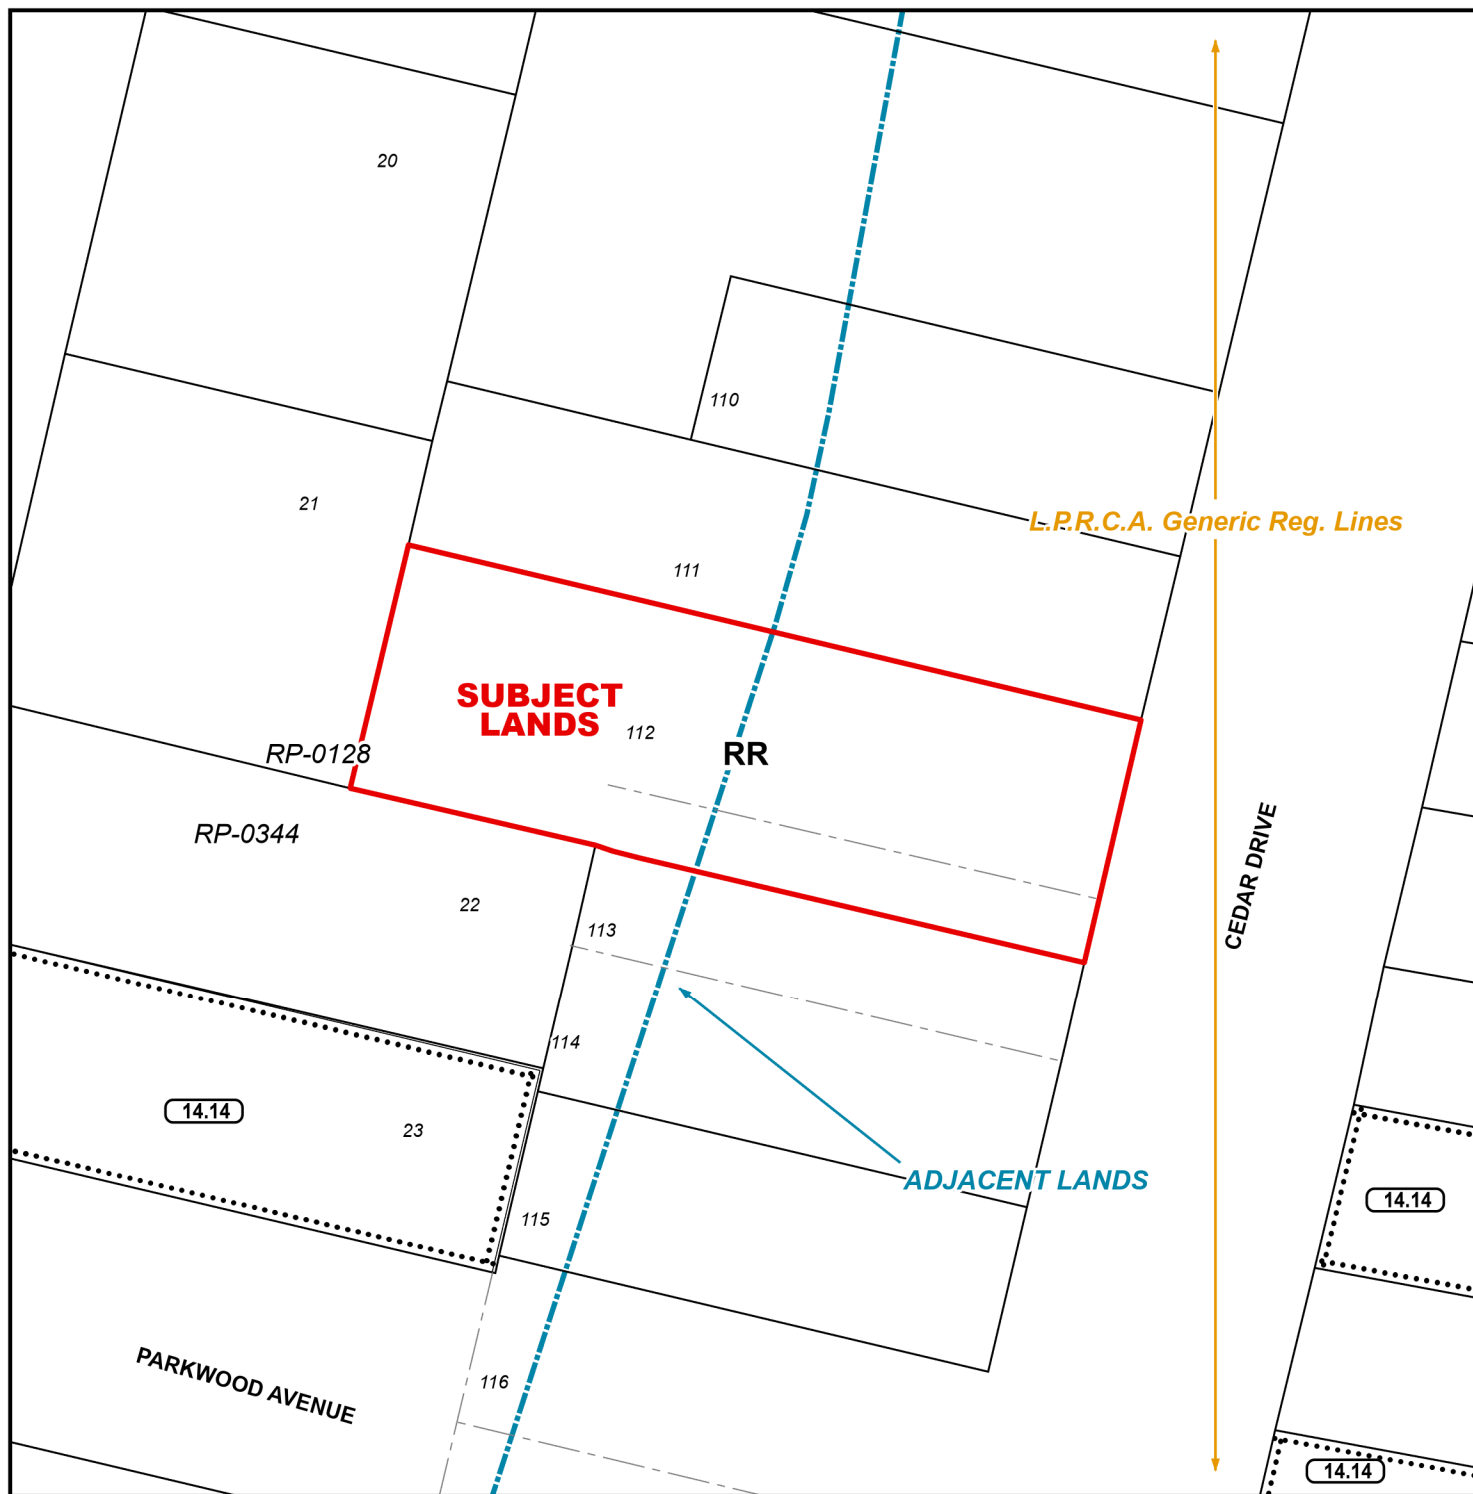 20
110
21
L.P.R.C.A. Generic Reg. Lines
111
SUBJECT
LANDS
112
RR
RP-0128
RP-0344
CEDAR DRIVE
22
113
114
14.14
23
ADJACENT LANDS
14.14
115
PARKWOOD AVENUE
116
14.14